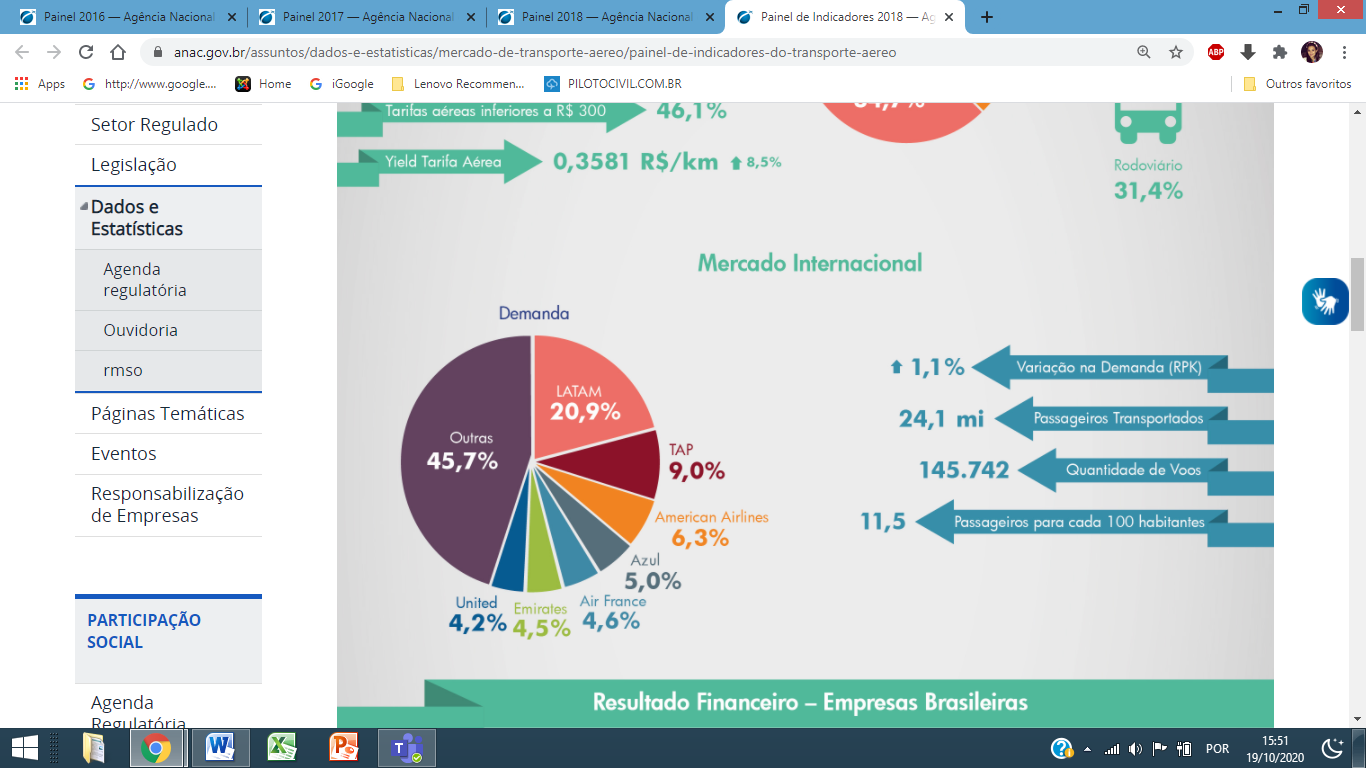 Painel 2016 — Agência Nacional
Painel 2017 — Agência Nacional
Painel 2018 — Agência Nacional
Painel de Indicadores 2018 — Ag
anac.gov.br/assuntos/dados-e-estatisticas/mercado-de-transporte-aereo/painel-de-indicadores-do-transporte-aereo
ABP
Apps
http://www.google....
Home
iGoogle
Lenovo Recommen...
PILOTOCIVIL.COM.BR
Outros favoritos
Setor Regulado
Legislação
Dados e
Estatísticas
Agenda
regulatória
Ouvidoria
rmso
Páginas Temáticas
Eventos
Responsabilização
de Empresas
PARTICIPAÇÃO
SOCIAL
Agenda
Regulatória
Tarifas aéreas inferiores a R$ 300
46,1%
Yield Tarifa Aérea
0,3581 R$/km
8,5%
Rodoviário
31,4%
Mercado Internacional
Demanda
LATAM
20,9%
TAP
9,0%
American Airlines
6,3%
Azul
5,0%
Air France
4,6%
Emirates
4,5%
United
4,2%
Outras
45,7%
1,1% Variação na Demanda (RPK)
24,1 mi Passageiros Transportados
145.742 Quantidade de Voos
11,5 Passageiros para cada 100 habitantes
Resultado Financeiro – Empresas Brasileiras
POR
15:51
19/10/2020